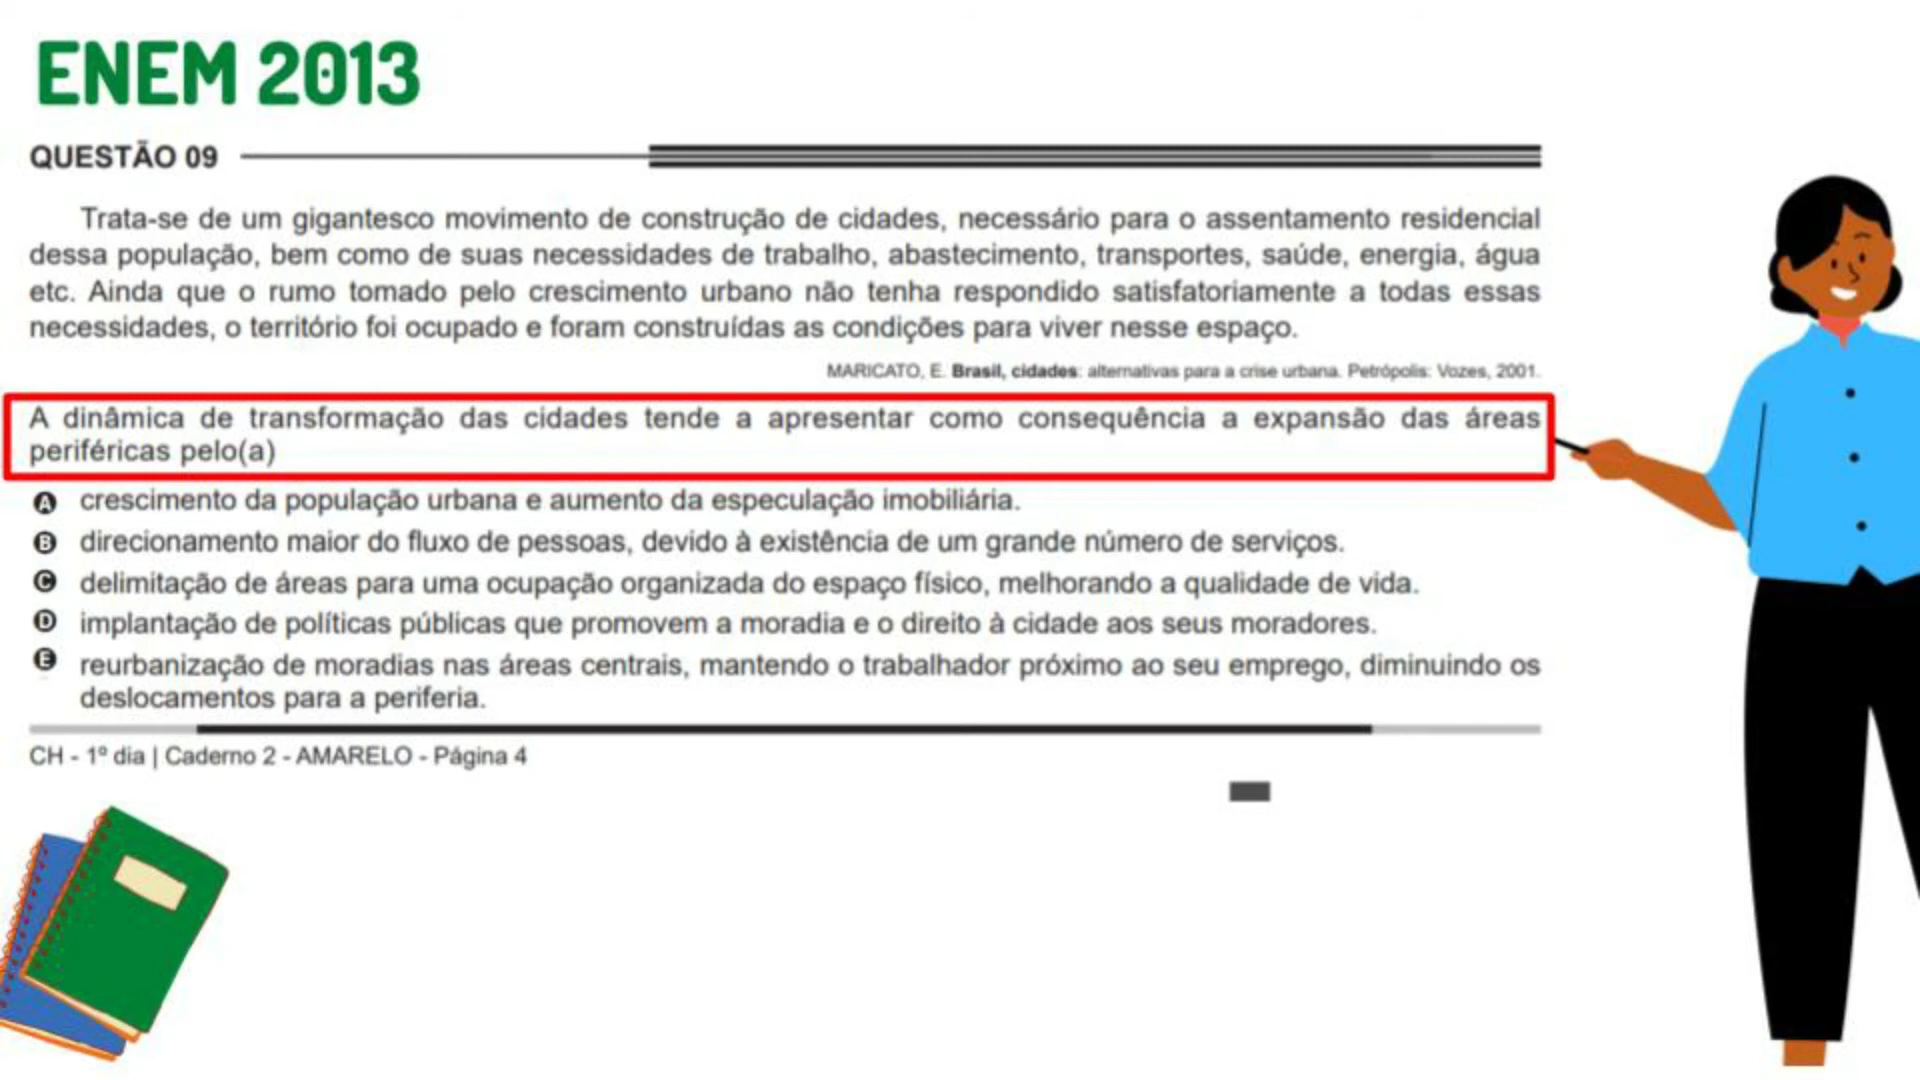 ENEM 2013
QUESTÃO 09
Trata-se de um gigantesco movimento de construção de cidades, necessário para o assentamento residencial
dessa população, bem como de suas necessidades de trabalho, abastecimento, transportes, saúde, energia, água
etc. Ainda que o rumo tomado pelo crescimento urbano não tenha respondido satisfatoriamente a todas essas
necessidades, o território foi ocupado e foram construídas as condições para viver nesse espaço.
MARICATO, E. Brasil, cidades: alternativas para a crise urbana. Petrópolis: Vozes, 2001.
A dinâmica de transformação das cidades tende a apresentar como consequência a expansão das áreas
periféricas pelo(a)
A crescimento da população urbana e aumento da especulação imobiliária.
B direcionamento maior do fluxo de pessoas, devido à existência de um grande número de serviços.
C delimitação de áreas para uma ocupação organizada do espaço físico, melhorando a qualidade de vida.
D implantação de políticas públicas que promovem a moradia e o direito à cidade aos seus moradores.
E reurbanização de moradias nas áreas centrais, mantendo o trabalhador próximo ao seu emprego, diminuindo os
deslocamentos para a periferia.
CH - 1º dia | Caderno 2 - AMARELO - Página 4